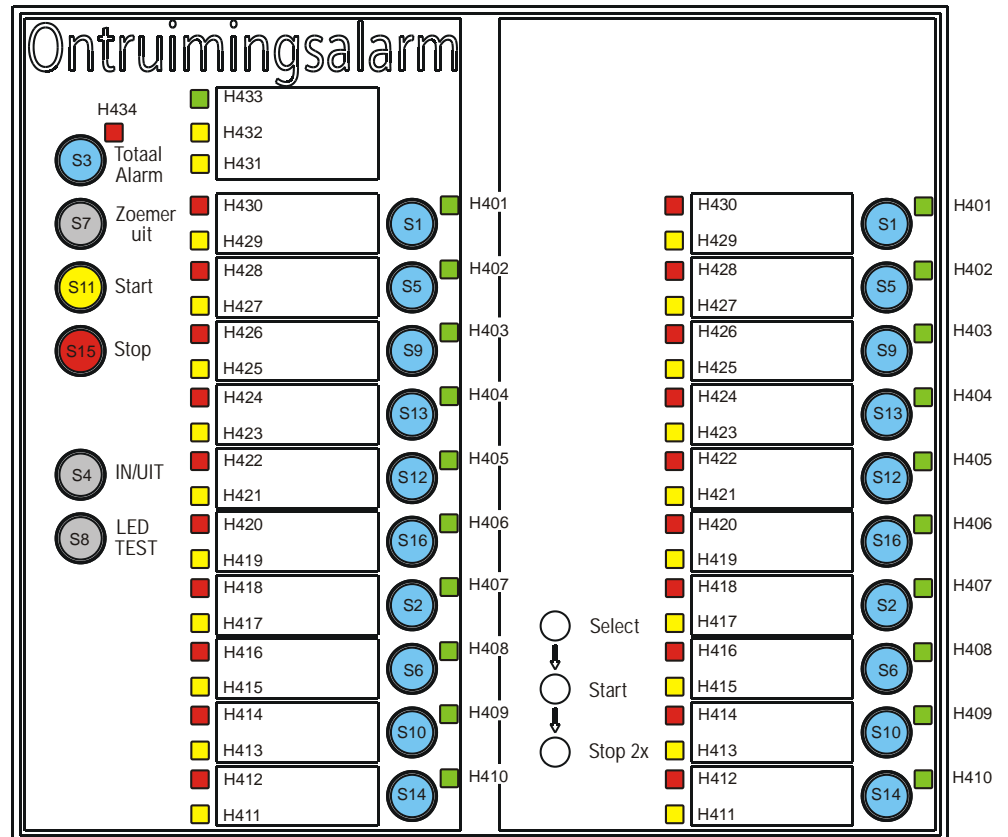 Ontruimingsalarm
H434
S3 Totaal
Alarm
S7 Zoemer
uit
S11 Start
S15 Stop
S4 IN/UIT
S8 LED
TEST
H433
H432
H431
H430 S1 H401
H429
H428 S5 H402
H427
H426 S9 H403
H425
H424 S13 H404
H423
H422 S12 H405
H421
H420 S16 H406
H419
H418 S2 H407
H417
H416 S6 H408
H415
H414 S10 H409
H413
H412 S14 H410
H411
Select
Start
Stop 2x
H430 S1 H401
H429
H428 S5 H402
H427
H426 S9 H403
H425
H424 S13 H404
H423
H422 S12 H405
H421
H420 S16 H406
H419
H418 S2 H407
H417
H416 S6 H408
H415
H414 S10 H409
H413
H412 S14 H410
H411